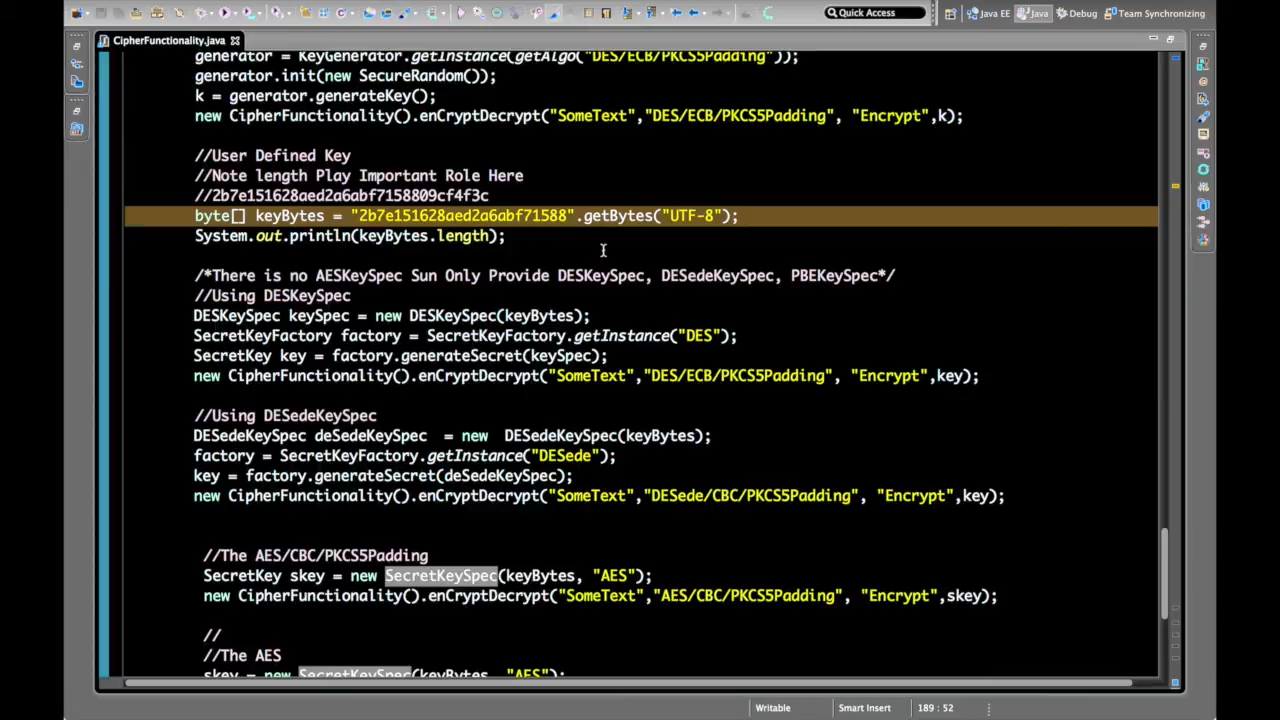 Quick Access
Java EE
Java
Debug
Team Synchronizing
CipherFunctionality.java
generator = KeyGenerator.getInstance(getAlgo("DES/ECB/PKCS5Padding"));
generator.init(new SecureRandom());
k = generator.generateKey();
new CipherFunctionality().enCryptDecrypt("SomeText","DES/ECB/PKCS5Padding", "Encrypt",k);
//User Defined Key
//Note length Play Important Role Here
//2b7e151628aed2a6abf7158809cf4f3c
byte[] keyBytes = "2b7e151628aed2a6abf71588".getBytes("UTF-8");
System.out.println(keyBytes.length);
/*There is no AESKeySpec Sun Only Provide DESKeySpec, DESedeKeySpec, PBEKeySpec*/
//Using DESKeySpec
DESKeySpec keySpec = new DESKeySpec(keyBytes);
SecretKeyFactory factory = SecretKeyFactory.getInstance("DES");
SecretKey key = factory.generateSecret(keySpec);
new CipherFunctionality().enCryptDecrypt("SomeText","DES/ECB/PKCS5Padding", "Encrypt",key);
//Using DESedeKeySpec
DESedeKeySpec deSedeKeySpec  = new  DESedeKeySpec(keyBytes);
factory = SecretKeyFactory.getInstance("DESede");
key = factory.generateSecret(deSedeKeySpec);
new CipherFunctionality().enCryptDecrypt("SomeText","DESede/CBC/PKCS5Padding", "Encrypt",key);
//The AES/CBC/PKCS5Padding
SecretKey skey = new SecretKeySpec(keyBytes, "AES");
new CipherFunctionality().enCryptDecrypt("SomeText","AES/CBC/PKCS5Padding", "Encrypt",skey);
//
//The AES
skey = new SecretKeySpec(keyBytes, "AES");
Writable
Smart Insert
189 : 52